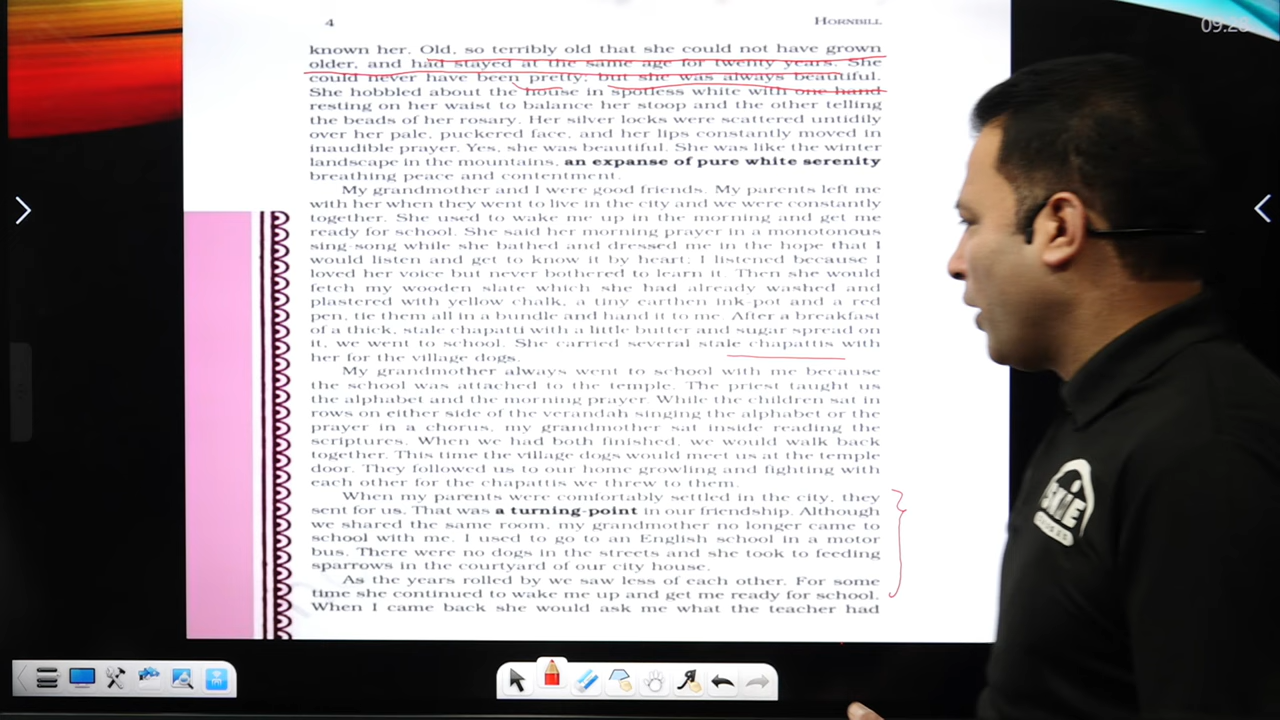 09:28
4 HORNBILL
known her. Old, so terribly old that she could not have grown
older, and had stayed at the same age for twenty years. She
could never have been pretty; but she was always beautiful.
She hobbled about the house in spotless white with one hand
resting on her waist to balance her stoop and the other telling
the beads of her rosary. Her silver locks were scattered untidily
over her pale, puckered face, and her lips constantly moved in
inaudible prayer. Yes, she was beautiful. She was like the winter
landscape in the mountains, an expanse of pure white serenity
breathing peace and contentment.
My grandmother and I were good friends. My parents left me
with her when they went to live in the city and we were constantly
together. She used to wake me up in the morning and get me
ready for school. She said her morning prayer in a monotonous
sing-song while she bathed and dressed me in the hope that I
would listen and get to know it by heart; I listened because I
loved her voice but never bothered to learn it. Then she would
fetch my wooden slate which she had already washed and
plastered with yellow chalk, a tiny earthen ink-pot and a red
pen, tie them all in a bundle and hand it to me. After a breakfast
of a thick, stale chapatti with a little butter and sugar spread on
it, we went to school. She carried several stale chapattis with
her for the village dogs.
My grandmother always went to school with me because
the school was attached to the temple. The priest taught us
the alphabet and the morning prayer. While the children sat in
rows on either side of the verandah singing the alphabet or the
prayer in a chorus, my grandmother sat inside reading the
scriptures. When we had both finished, we would walk back
together. This time the village dogs would meet us at the temple
door. They followed us to our home growling and fighting with
each other for the chapattis we threw to them.
When my parents were comfortably settled in the city, they
sent for us. That was a turning-point in our friendship. Although
we shared the same room, my grandmother no longer came to
school with me. I used to go to an English school in a motor
bus. There were no dogs in the streets and she took to feeding
sparrows in the courtyard of our city house.
As the years rolled by we saw less of each other. For some
time she continued to wake me up and get me ready for school.
When I came back she would ask me what the teacher had